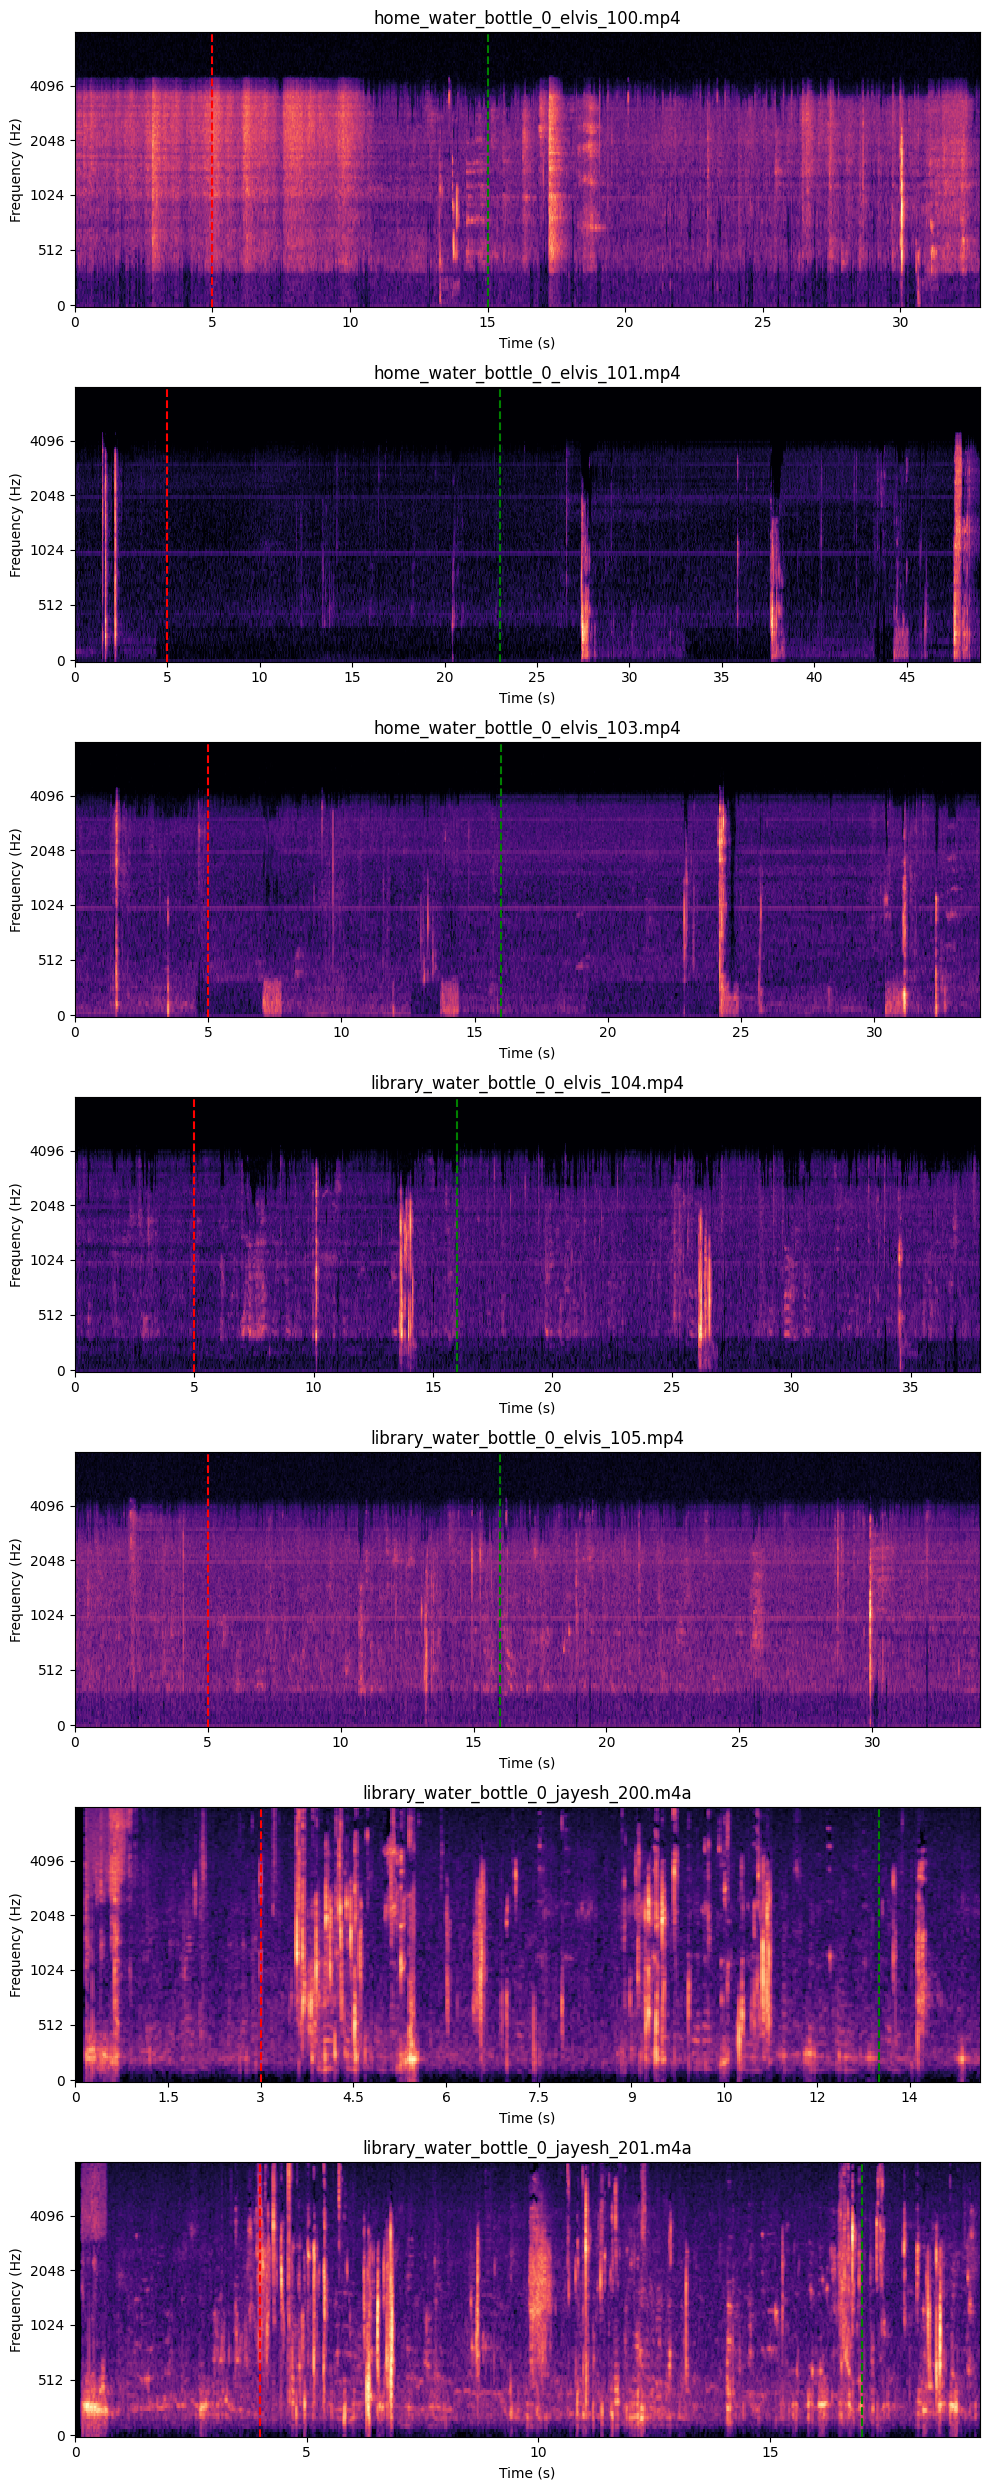 home_water_bottle_0_elvis_100.mp4
4096
2048
1024
512
0
Frequency (Hz)
0 5 10 15 20 25 30
Time (s)
home_water_bottle_0_elvis_101.mp4
4096
2048
1024
512
0
Frequency (Hz)
0 5 10 15 20 25 30 35 40 45
Time (s)
home_water_bottle_0_elvis_103.mp4
4096
2048
1024
512
0
Frequency (Hz)
0 5 10 15 20 25 30
Time (s)
library_water_bottle_0_elvis_104.mp4
4096
2048
1024
512
0
Frequency (Hz)
0 5 10 15 20 25 30 35
Time (s)
library_water_bottle_0_elvis_105.mp4
4096
2048
1024
512
0
Frequency (Hz)
0 5 10 15 20 25 30
Time (s)
library_water_bottle_0_jayesh_200.m4a
4096
2048
1024
512
0
Frequency (Hz)
0 1.5 3 4.5 6 7.5 9 10 12 14
Time (s)
library_water_bottle_0_jayesh_201.m4a
4096
2048
1024
512
0
Frequency (Hz)
0 5 10 15
Time (s)